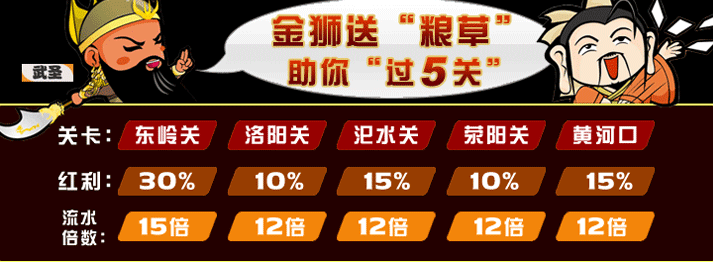 金狮送“粮草”
助你“过5关”
武圣
关卡： 东岭关 洛阳关 汜水关 荥阳关 黄河口
红利： 30% 10% 15% 10% 15%
流水
倍数： 15倍 12倍 12倍 12倍 12倍